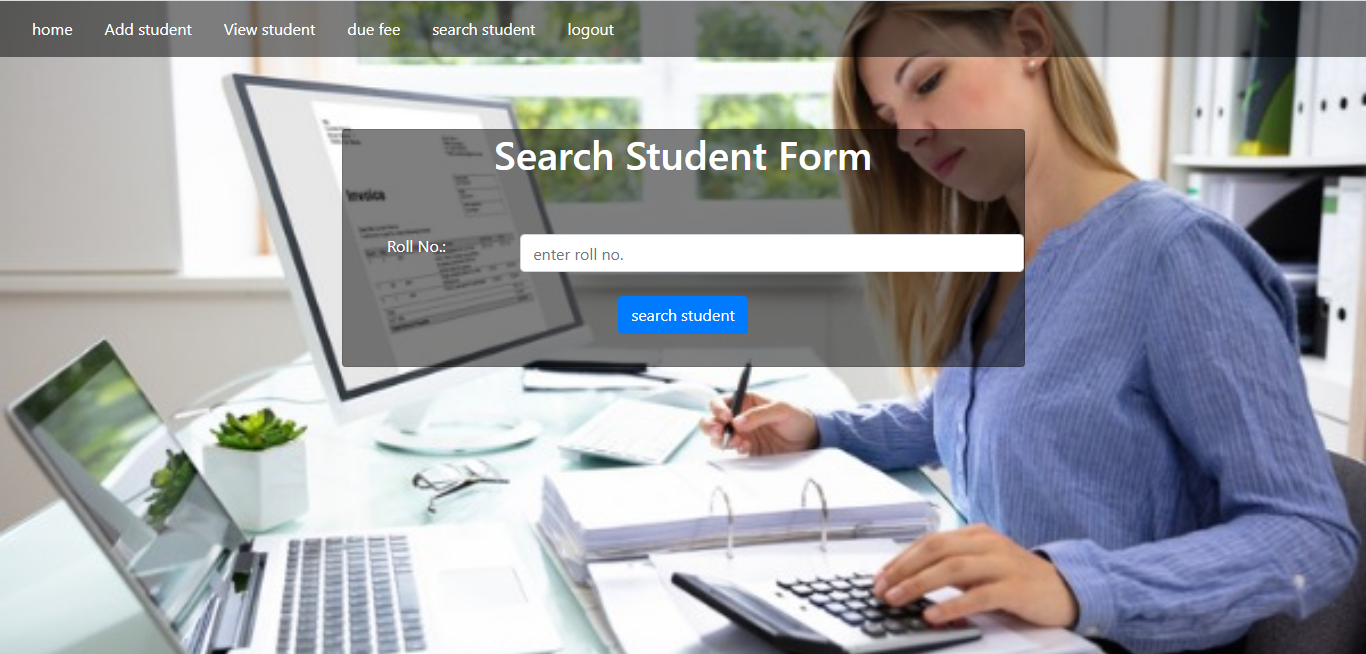 home Add student View student due fee search student logout
Search Student Form
Invoice
Roll No.: enter roll no.
search student